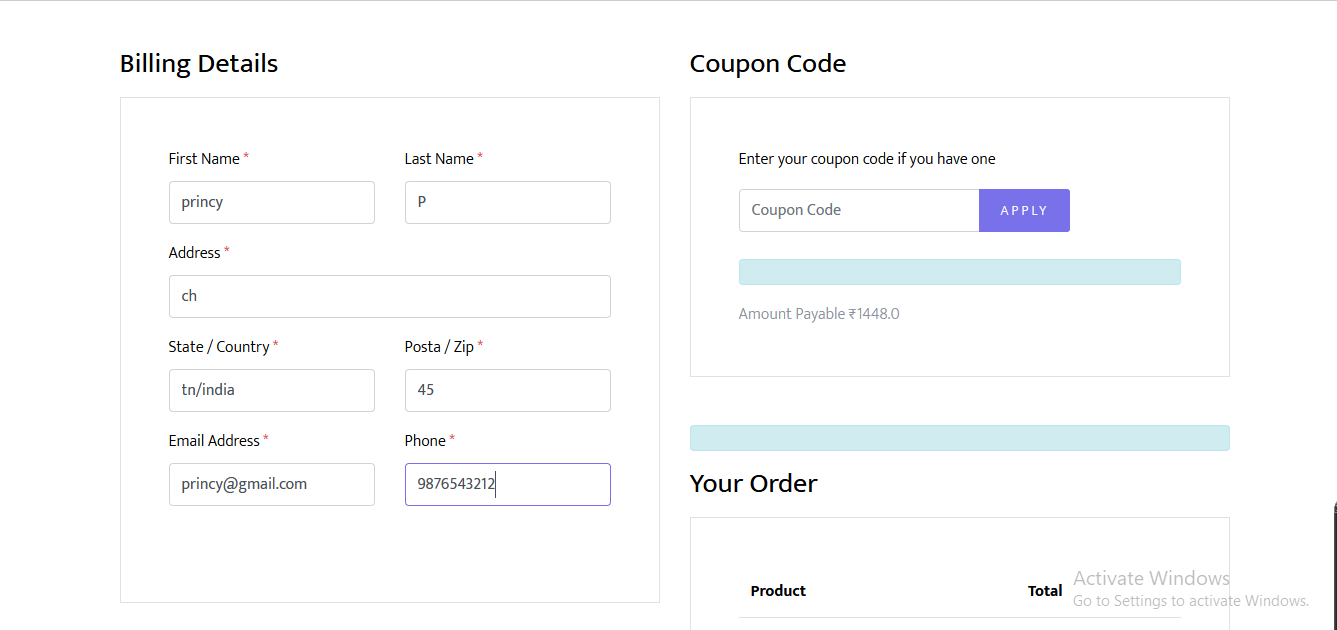 Billing Details
First Name *
Last Name *
princy
P
Address *
ch
State / Country *
Posta / Zip *
tn/india
45
Email Address *
Phone *
princy@gmail.com
9876543212
Coupon Code
Enter your coupon code if you have one
Coupon Code
APPLY
Amount Payable ₹1448.0
Your Order
Product
Total
Activate Windows
Go to Settings to activate Windows.